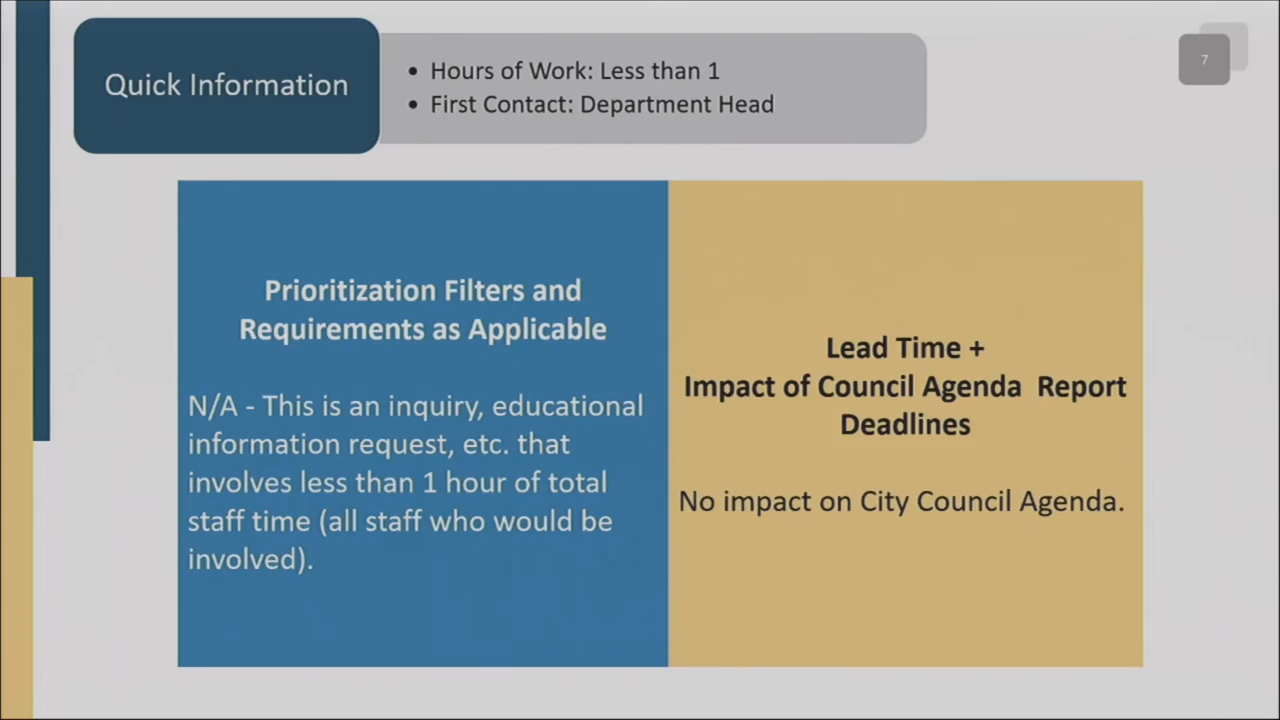 Quick Information
• Hours of Work: Less than 1
• First Contact: Department Head
7
Prioritization Filters and
Requirements as Applicable
N/A - This is an inquiry, educational
information request, etc. that
involves less than 1 hour of total
staff time (all staff who would be
involved).
Lead Time +
Impact of Council Agenda Report
Deadlines
No impact on City Council Agenda.